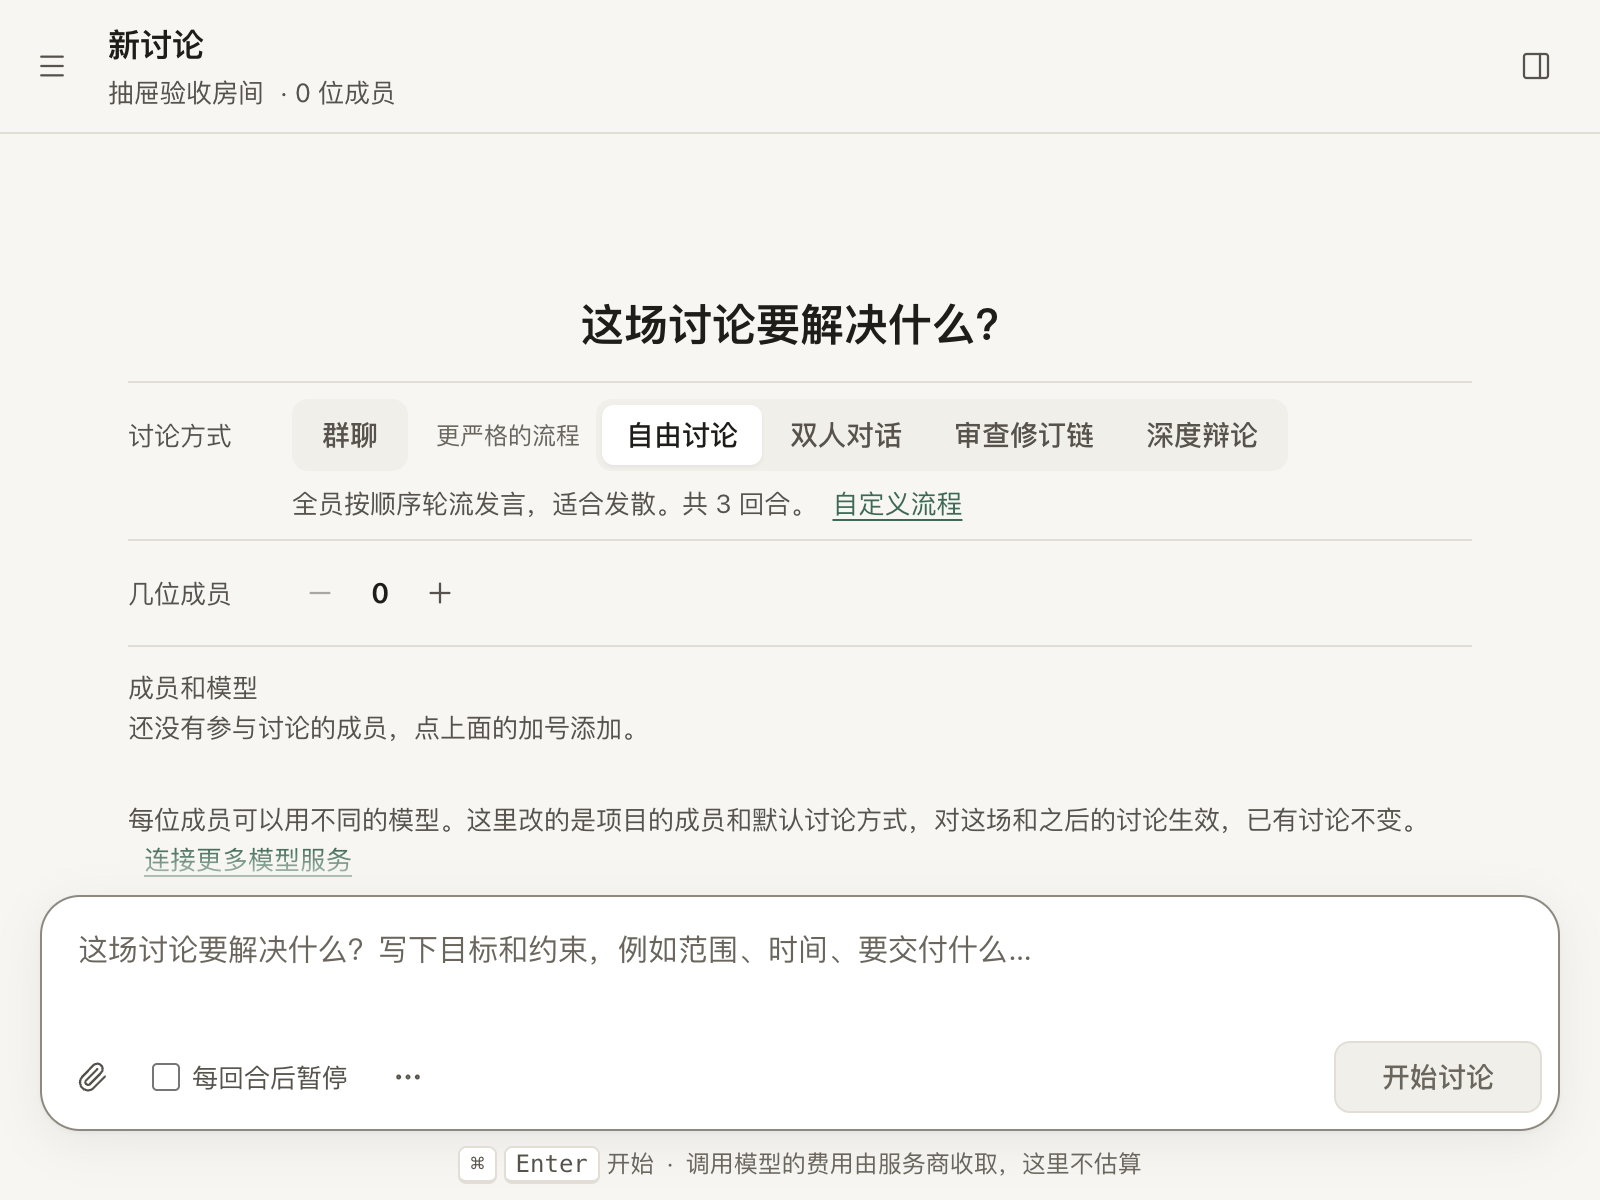 新讨论
抽屉验收房间 · 0 位成员
这场讨论要解决什么？
讨论方式 群聊 更严格的流程 自由讨论 双人对话 审查修订链 深度辩论
全员按顺序轮流发言，适合发散。共 3 回合。 自定义流程
几位成员 — 0 +
成员和模型
还没有参与讨论的成员，点上面的加号添加。
每位成员可以用不同的模型。这里改的是项目的成员和默认讨论方式，对这场和之后的讨论生效，已有讨论不变。
连接更多模型服务
这场讨论要解决什么？写下目标和约束，例如范围、时间、要交付什么...
每回合后暂停 ··· 开始讨论
⌘ Enter 开始 · 调用模型的费用由服务商收取，这里不估算